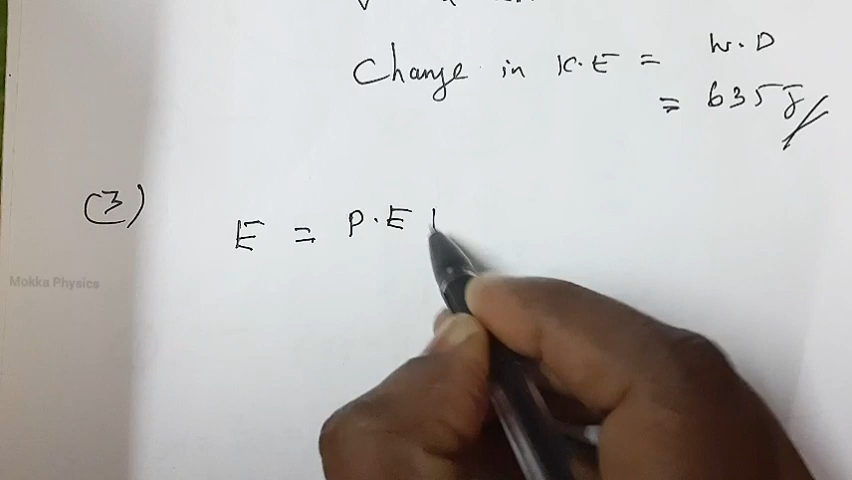 Change in K.E = W.D
= 635 J
(3) E = P.E
Mokka Physics